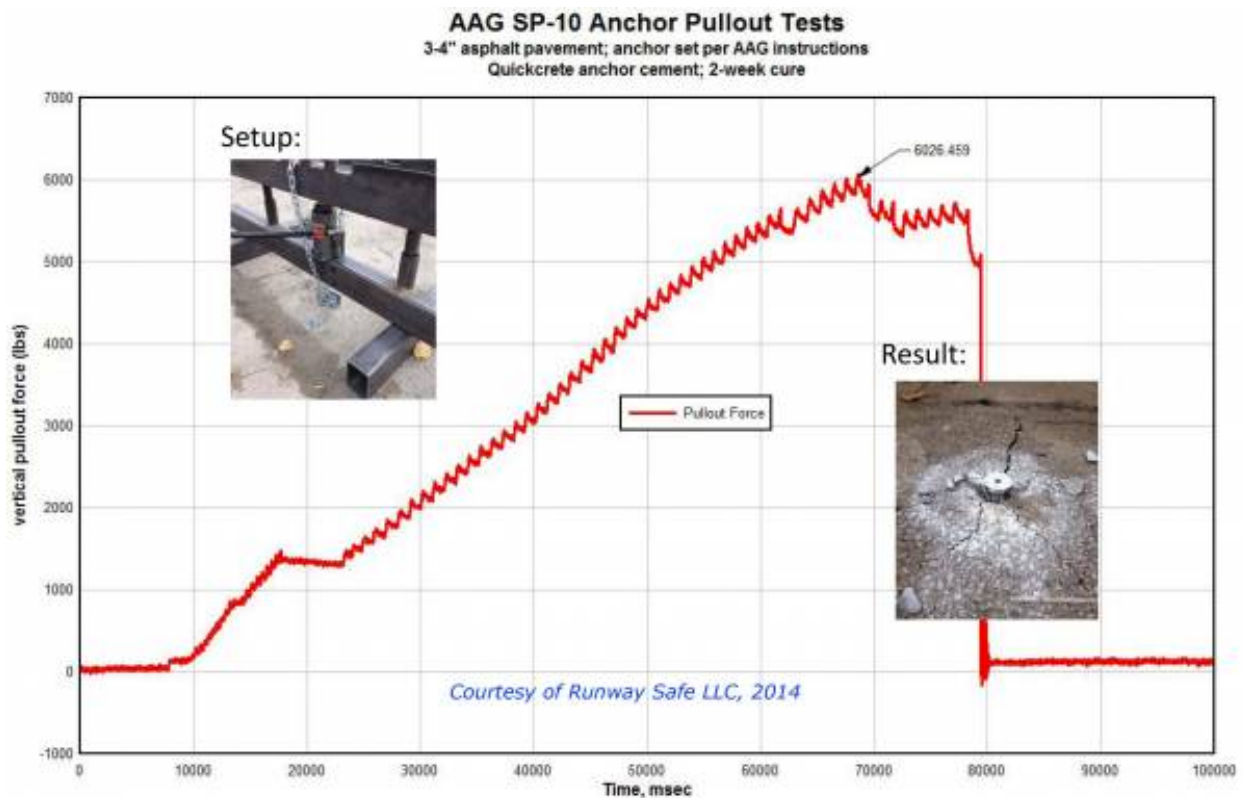 AAG SP-10 Anchor Pullout Tests
3-4" asphalt pavement; anchor set per AAG instructions
Quickcrete anchor cement; 2-week cure
7000
6000
5000
4000
3000
2000
1000
0
-1000
vertical pullout force (lbs)
Setup:
6026.459
Result:
Pullout Force
Courtesy of Runway Safe LLC, 2014
0
10000
20000
30000
40000
50000
60000
70000
80000
90000
100000
Time, msec